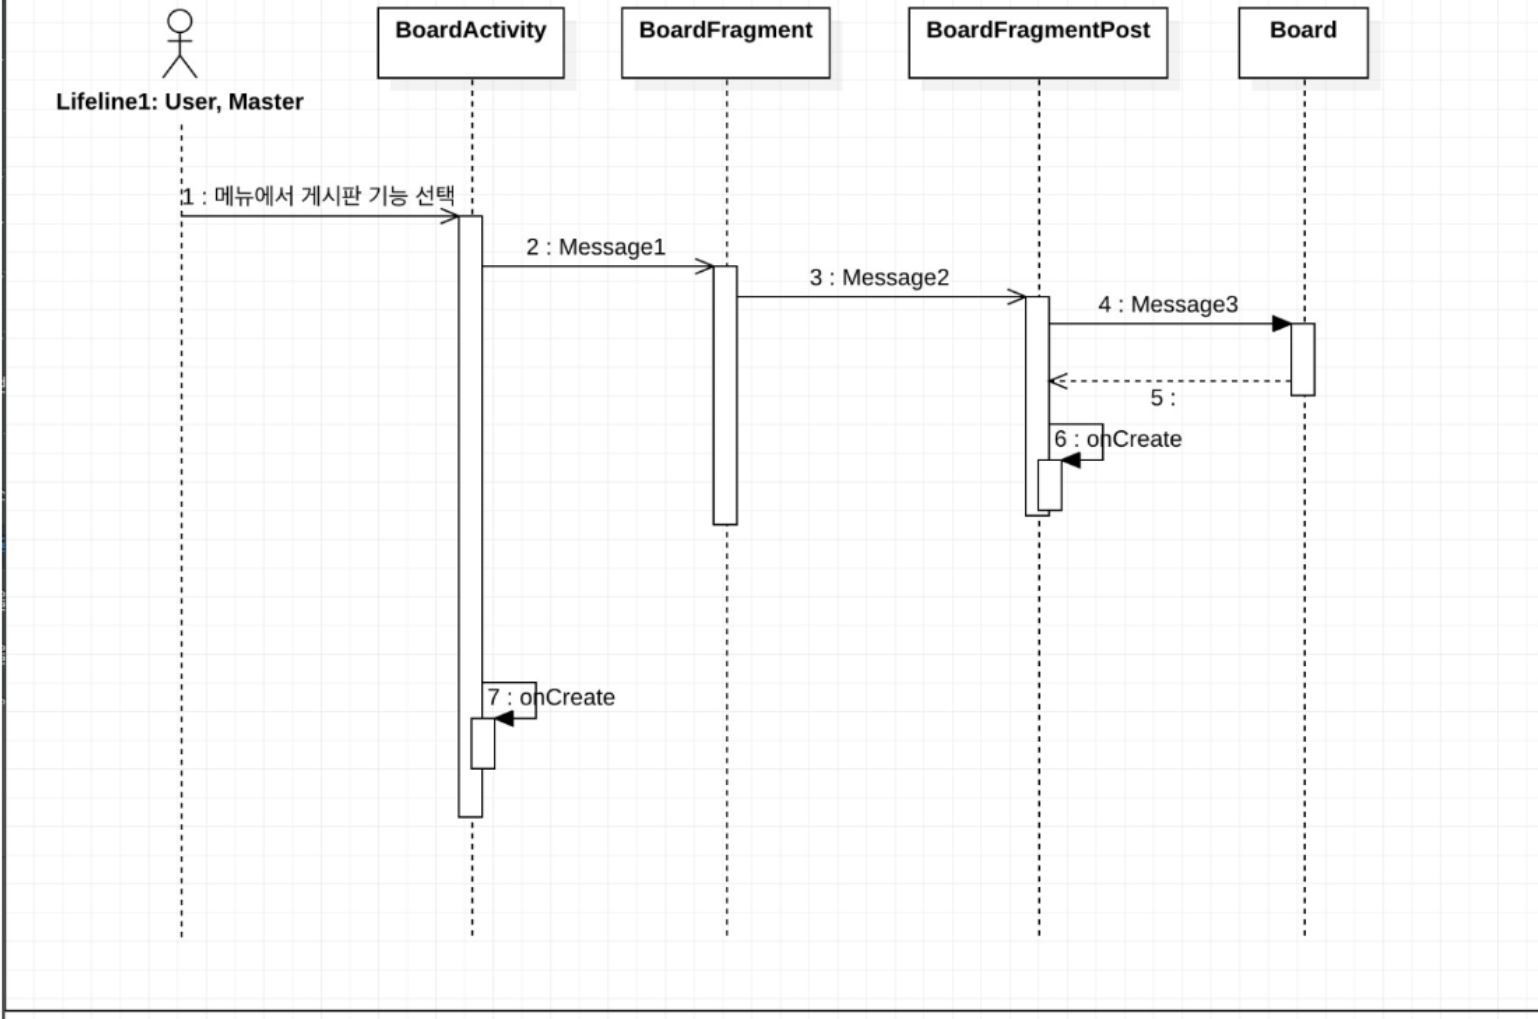 BoardActivity
BoardFragment
BoardFragmentPost
Board
Lifeline1: User, Master
1 : 메뉴에서 게시판 기능 선택
2 : Message1
3 : Message2
4 : Message3
5 :
6 : onCreate
7 : onCreate